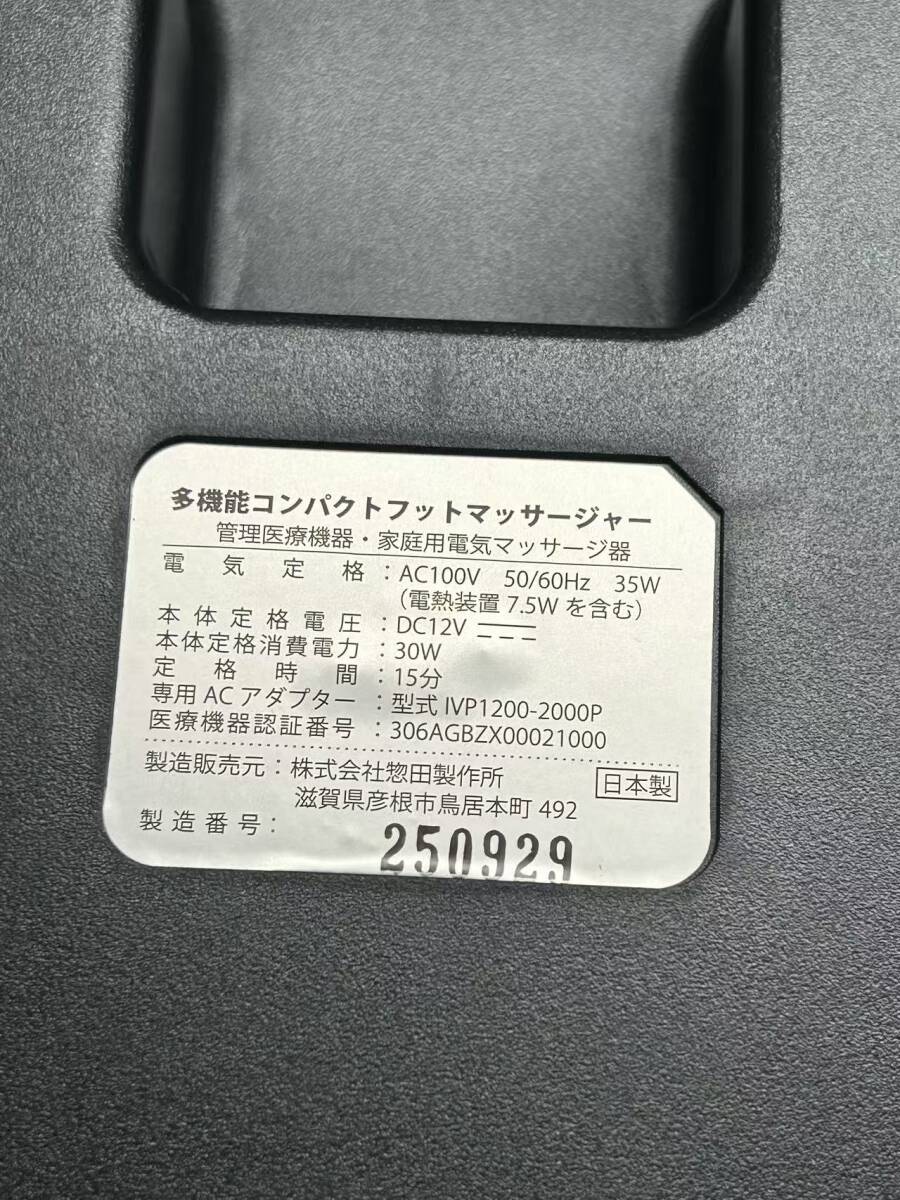 多機能コンパクトフットマッサージャー
管理医療機器・家庭用電気マッサージ器
電気定格：AC100V 50/60Hz 35W
（電熱装置 7.5W を含む）
本体定格電圧：DC12V
本体定格消費電力：30W
定格時間：15分
専用 AC アダプター：型式 IVP1200-2000P
医療機器認証番号：306AGBZX00021000
製造販売元：株式会社惣田製作所 日本製
滋賀県彦根市鳥居本町 492
製造番号：250929